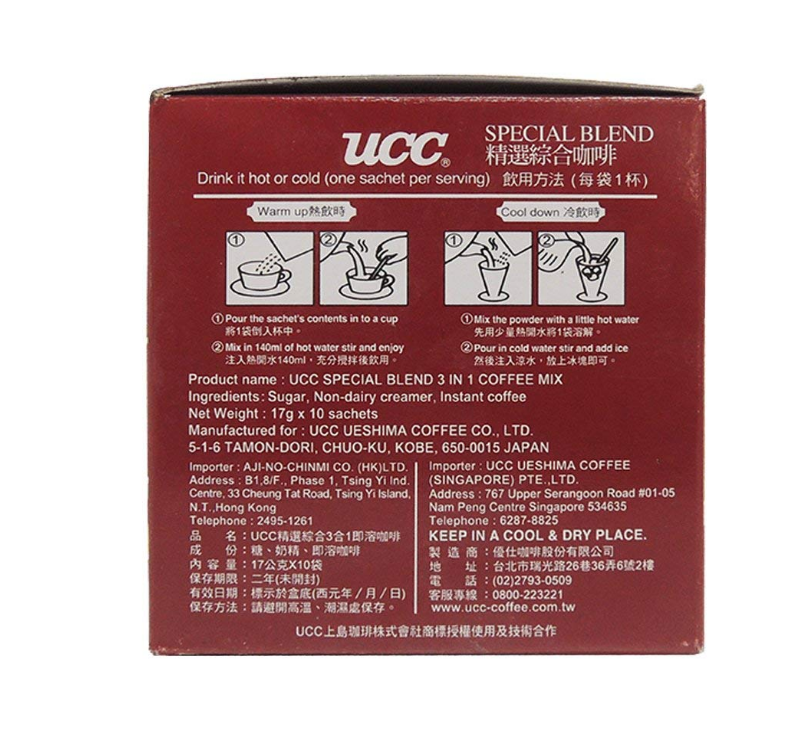 UCC®
SPECIAL BLEND
精選綜合咖啡
Drink it hot or cold (one sachet per serving) 飲用方法 (每袋1杯)
Warm up熱飲時
① ②
①Pour the sachet's contents in to a cup
將1袋倒入杯中。
②Mix in 140ml of hot water stir and enjoy
注入熱開水140ml，充分攪拌後飲用。
Cool down 冷飲時
① ②
①Mix the powder with a little hot water
先用少量熱開水將1袋溶解。
②Pour in cold water stir and add ice
然後注入涼水，放上冰塊即可。
Product name : UCC SPECIAL BLEND 3 IN 1 COFFEE MIX
Ingredients: Sugar, Non-dairy creamer, Instant coffee
Net Weight : 17g x 10 sachets
Manufactured for : UCC UESHIMA COFFEE CO., LTD.
5-1-6 TAMON-DORI, CHUO-KU, KOBE, 650-0015 JAPAN
Importer : AJI-NO-CHINMI CO. (HK)LTD.
Address : B1,8/F., Phase 1, Tsing Yi Ind.
Centre, 33 Cheung Tat Road, Tsing Yi Island,
N.T.,Hong Kong
Telephone : 2495-1261
品 名：UCC精選綜合3合1即溶咖啡
成 份：糖、奶精、即溶咖啡
內 容 量：17公克X10袋
保存期限：二年(未開封)
有效日期：標示於盒底(西元年/月/日)
保存方法：請避開高溫、潮濕處保存。
Importer : UCC UESHIMA COFFEE
(SINGAPORE) PTE.,LTD.
Address : 767 Upper Serangoon Road #01-05
Nam Peng Centre Singapore 534635
Telephone : 6287-8825
KEEP IN A COOL & DRY PLACE.
製 造 商：優仕咖啡股份有限公司
地 址：台北市瑞光路26巷36弄6號2樓
電 話：(02)2793-0509
客服專線：0800-223221
www.ucc-coffee.com.tw
UCC上島珈琲株式會社商標授權使用及技術合作